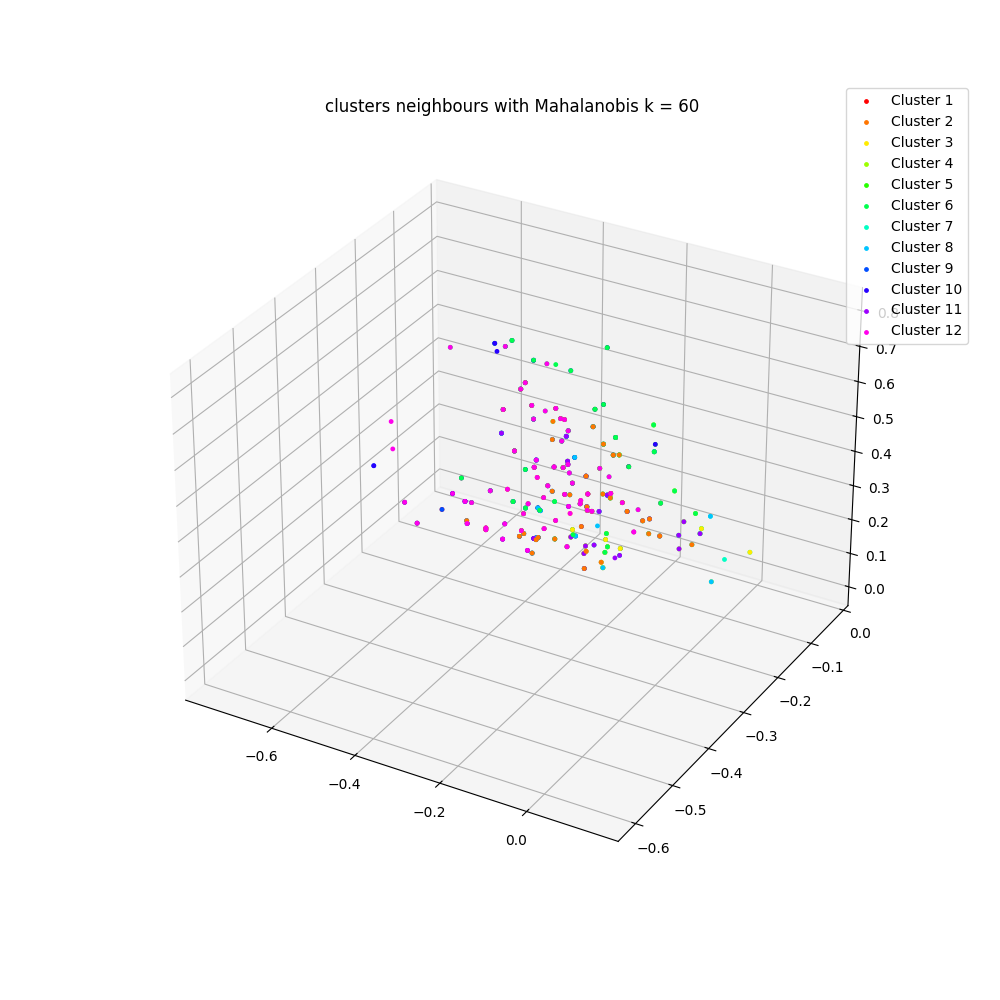 clusters neighbours with Mahalanobis k = 60
Cluster 1
Cluster 2
Cluster 3
Cluster 4
Cluster 5
Cluster 6
Cluster 7
Cluster 8
Cluster 9
Cluster 10
Cluster 11
Cluster 12
0.8
0.7
0.6
0.5
0.4
0.3
0.2
0.1
0.0
0.0
−0.1
−0.2
−0.3
−0.4
−0.5
−0.6
−0.6
−0.4
−0.2
0.0